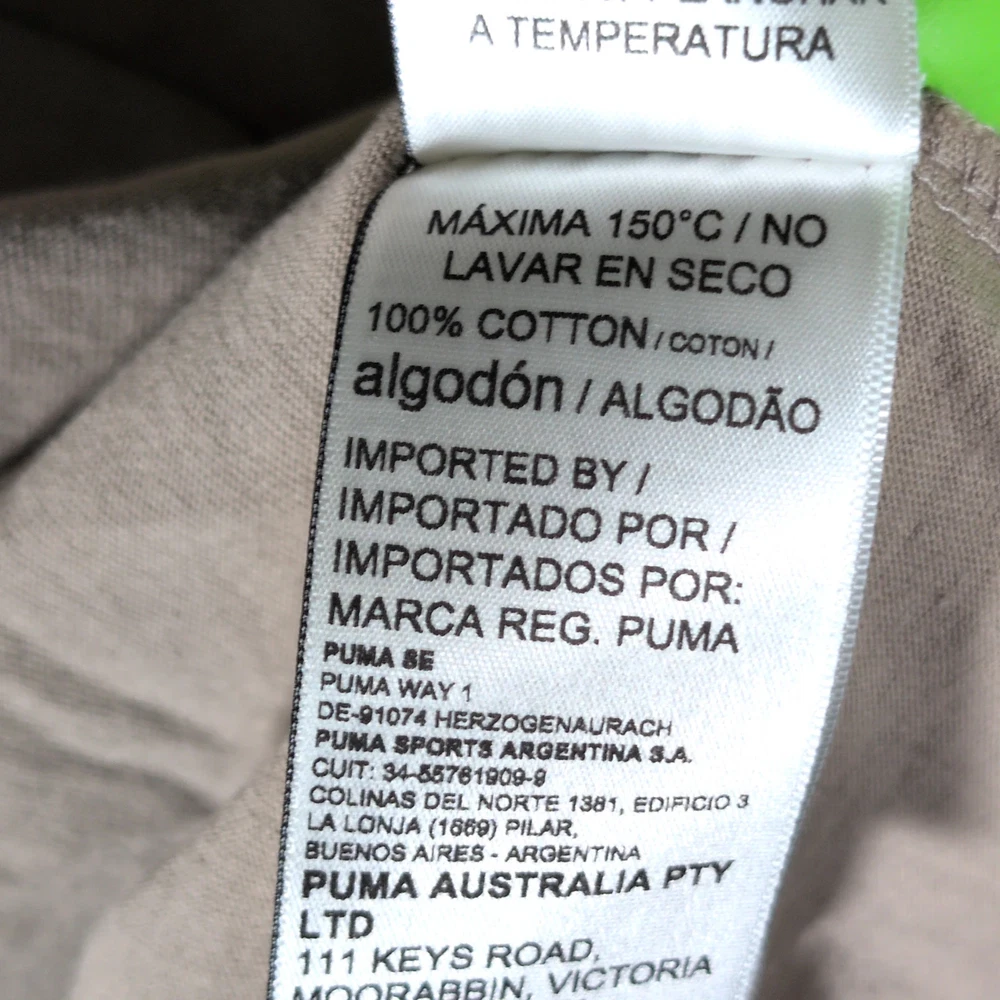 A TEMPERATURA
MÁXIMA 150°C / NO
LAVAR EN SECO
100% COTTON / COTON /
algodón / ALGODÃO
IMPORTED BY /
IMPORTADO POR /
IMPORTADOS POR:
MARCA REG. PUMA
PUMA SE
PUMA WAY 1
DE-91074 HERZOGENAURACH
PUMA SPORTS ARGENTINA S.A.
CUIT: 34-55761909-9
COLINAS DEL NORTE 1381, EDIFICIO 3
LA LONJA (1669) PILAR,
BUENOS AIRES - ARGENTINA
PUMA AUSTRALIA PTY
LTD
111 KEYS ROAD,
MOORABBIN, VICTORIA